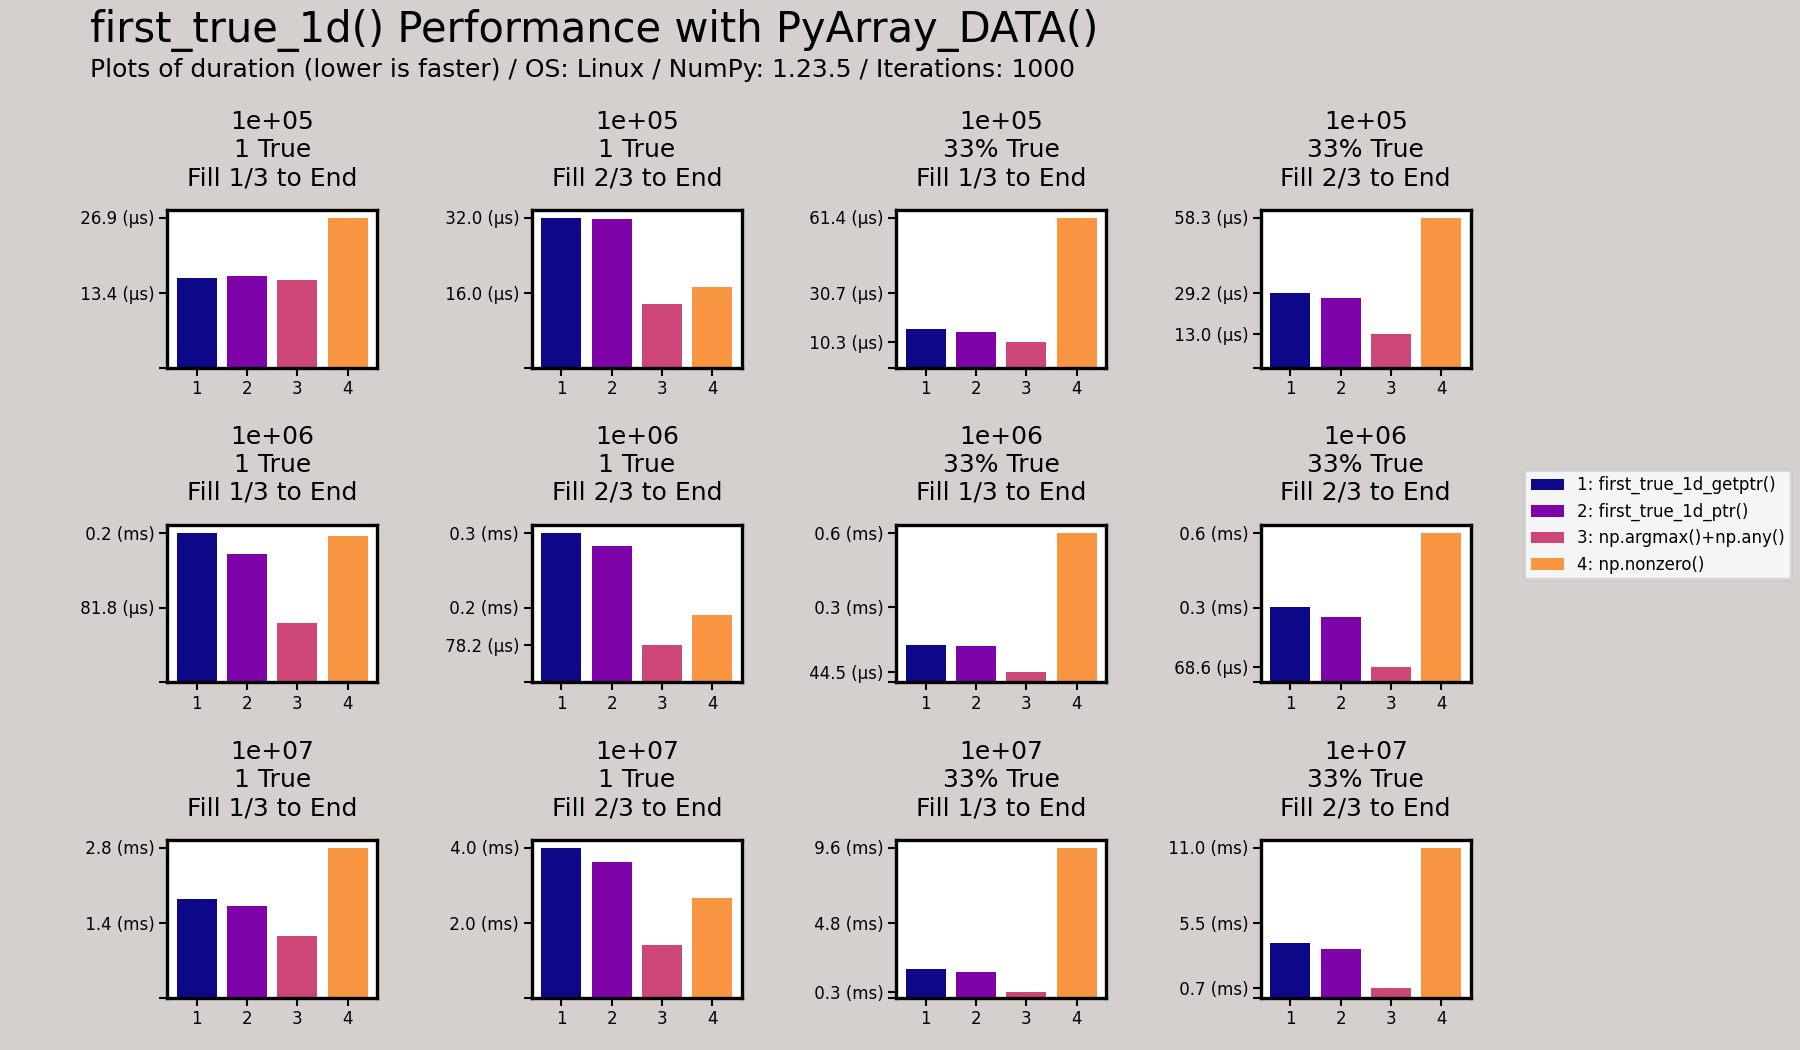 first_true_1d() Performance with PyArray_DATA()
Plots of duration (lower is faster) / OS: Linux / NumPy: 1.23.5 / Iterations: 1000
1e+05
1 True
Fill 1/3 to End
26.9 (µs)
13.4 (µs)
1 2 3 4
1e+05
1 True
Fill 2/3 to End
32.0 (µs)
16.0 (µs)
1 2 3 4
1e+05
33% True
Fill 1/3 to End
61.4 (µs)
30.7 (µs)
10.3 (µs)
1 2 3 4
1e+05
33% True
Fill 2/3 to End
58.3 (µs)
29.2 (µs)
13.0 (µs)
1 2 3 4
1e+06
1 True
Fill 1/3 to End
0.2 (ms)
81.8 (µs)
1 2 3 4
1e+06
1 True
Fill 2/3 to End
0.3 (ms)
0.2 (ms)
78.2 (µs)
1 2 3 4
1e+06
33% True
Fill 1/3 to End
0.6 (ms)
0.3 (ms)
44.5 (µs)
1 2 3 4
1e+06
33% True
Fill 2/3 to End
0.6 (ms)
0.3 (ms)
68.6 (µs)
1 2 3 4
1: first_true_1d_getptr()
2: first_true_1d_ptr()
3: np.argmax()+np.any()
4: np.nonzero()
1e+07
1 True
Fill 1/3 to End
2.8 (ms)
1.4 (ms)
1 2 3 4
1e+07
1 True
Fill 2/3 to End
4.0 (ms)
2.0 (ms)
1 2 3 4
1e+07
33% True
Fill 1/3 to End
9.6 (ms)
4.8 (ms)
0.3 (ms)
1 2 3 4
1e+07
33% True
Fill 2/3 to End
11.0 (ms)
5.5 (ms)
0.7 (ms)
1 2 3 4